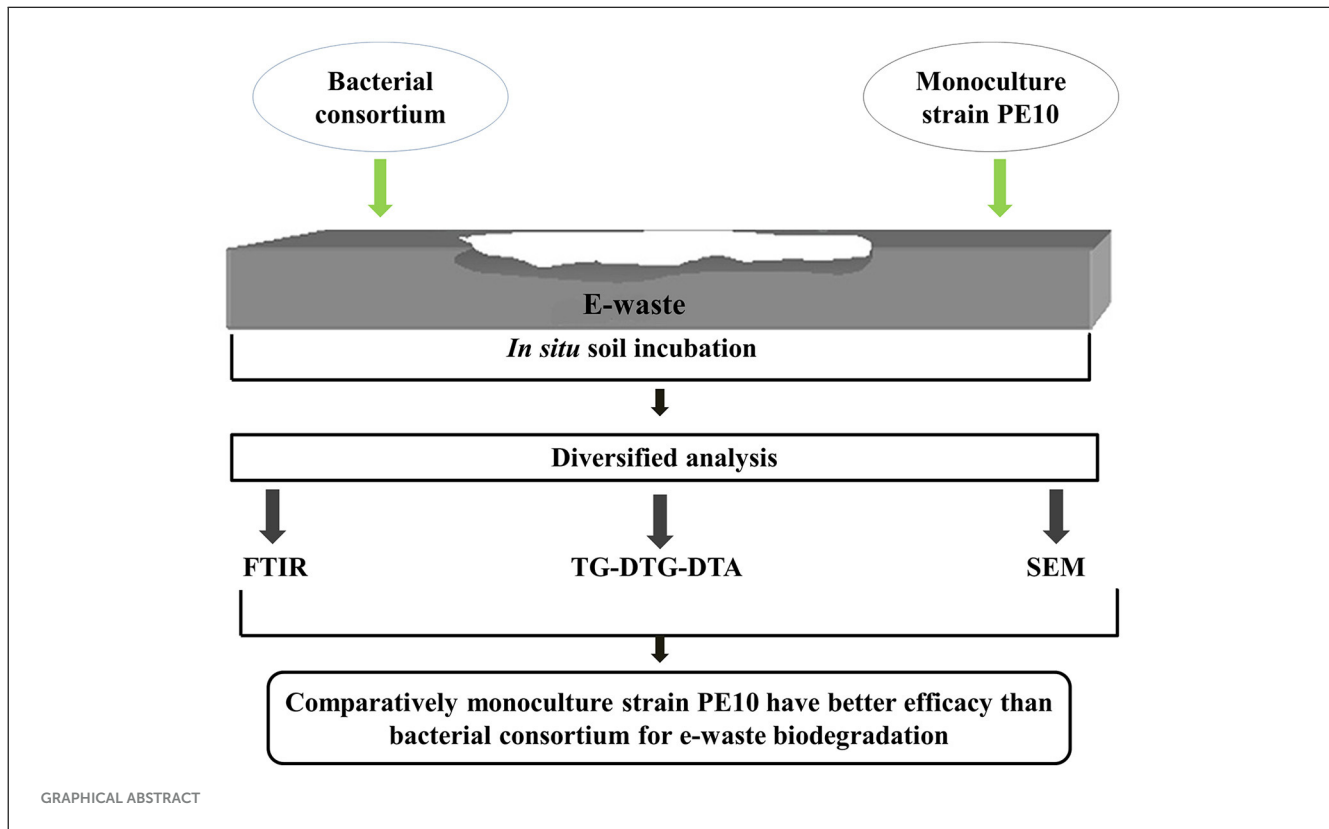 Bacterial
consortium
Monoculture
strain PE10
E-waste
In situ soil incubation
Diversified analysis
FTIR
TG-DTG-DTA
SEM
Comparatively monoculture strain PE10 have better efficacy than
bacterial consortium for e-waste biodegradation
GRAPHICAL ABSTRACT